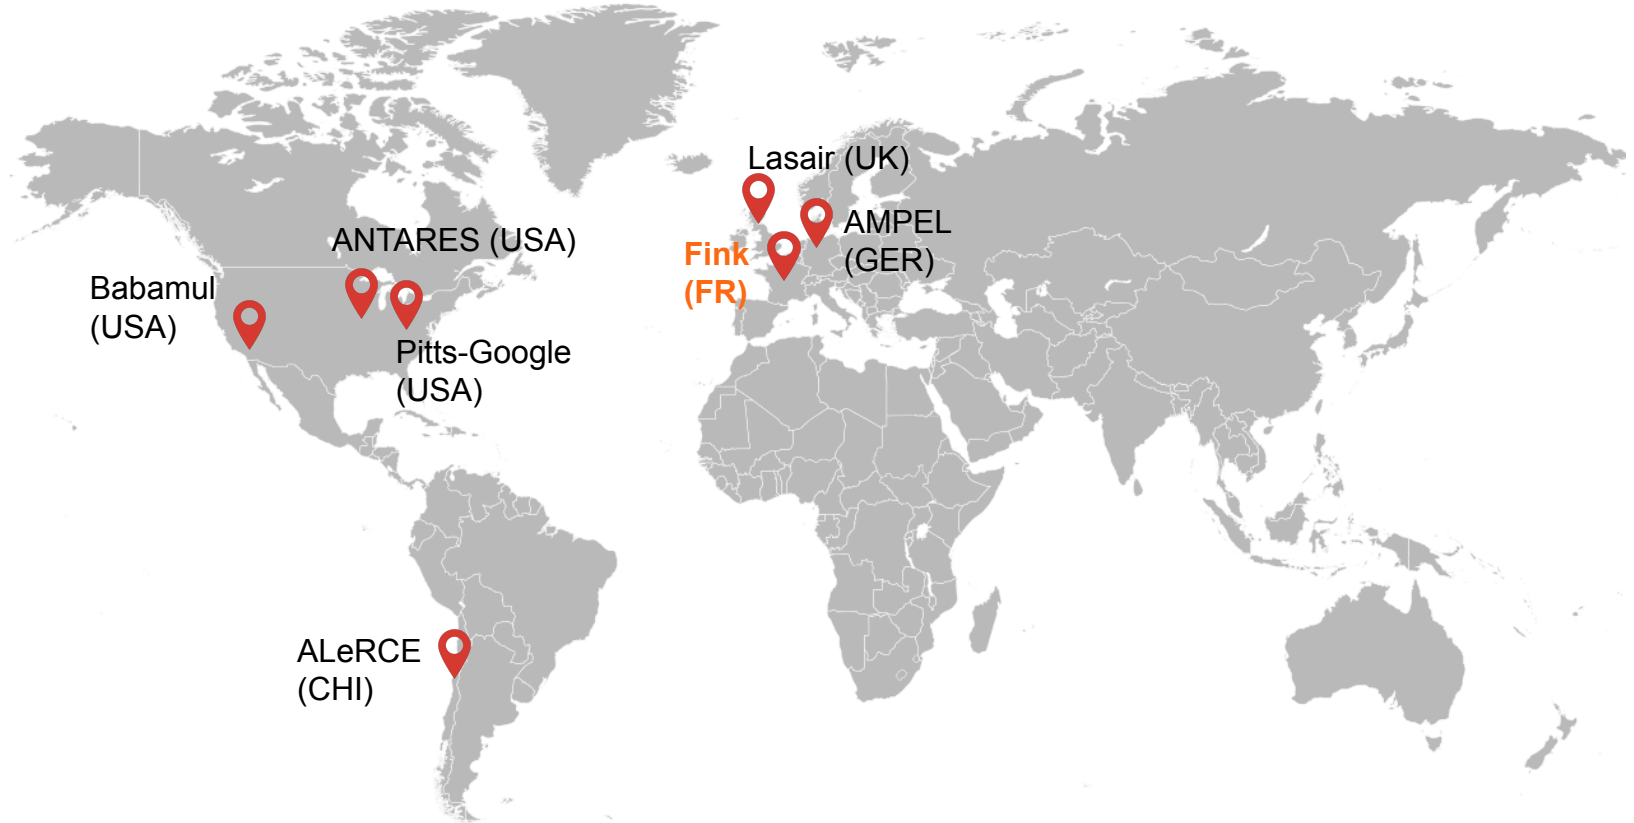 Lasair (UK)
AMPEL
(GER)
ANTARES (USA)
Fink
(FR)
Babamul
(USA)
Pitts-Google
(USA)
ALeRCE
(CHI)